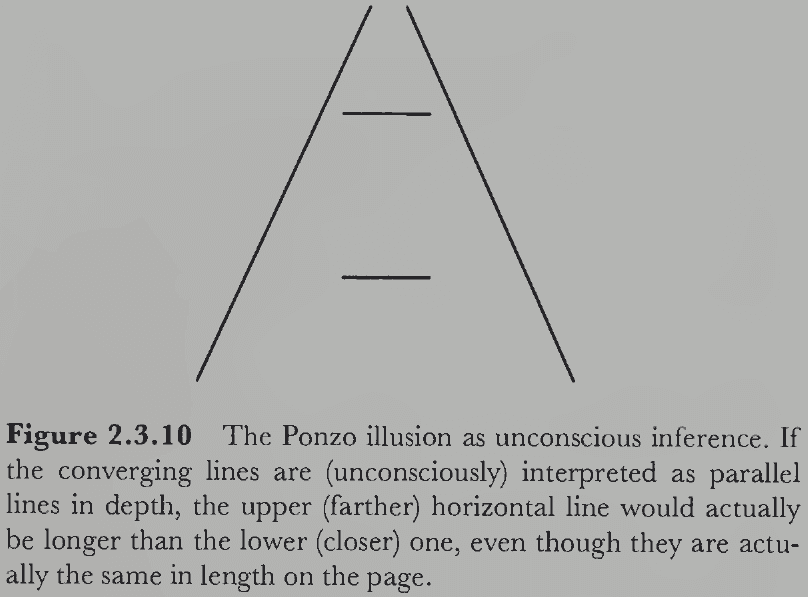 Figure 2.3.10 The Ponzo illusion as unconscious inference. If
the converging lines are (unconsciously) interpreted as parallel
lines in depth, the upper (farther) horizontal line would actually
be longer than the lower (closer) one, even though they are actu-
ally the same in length on the page.